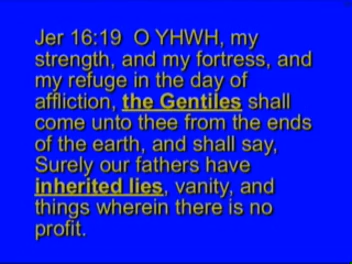 Jer 16:19 O YHWH, my
strength, and my fortress, and
my refuge in the day of
affliction, the Gentiles shall
come unto thee from the ends
of the earth, and shall say,
Surely our fathers have
inherited lies, vanity, and
things wherein there is no
profit.